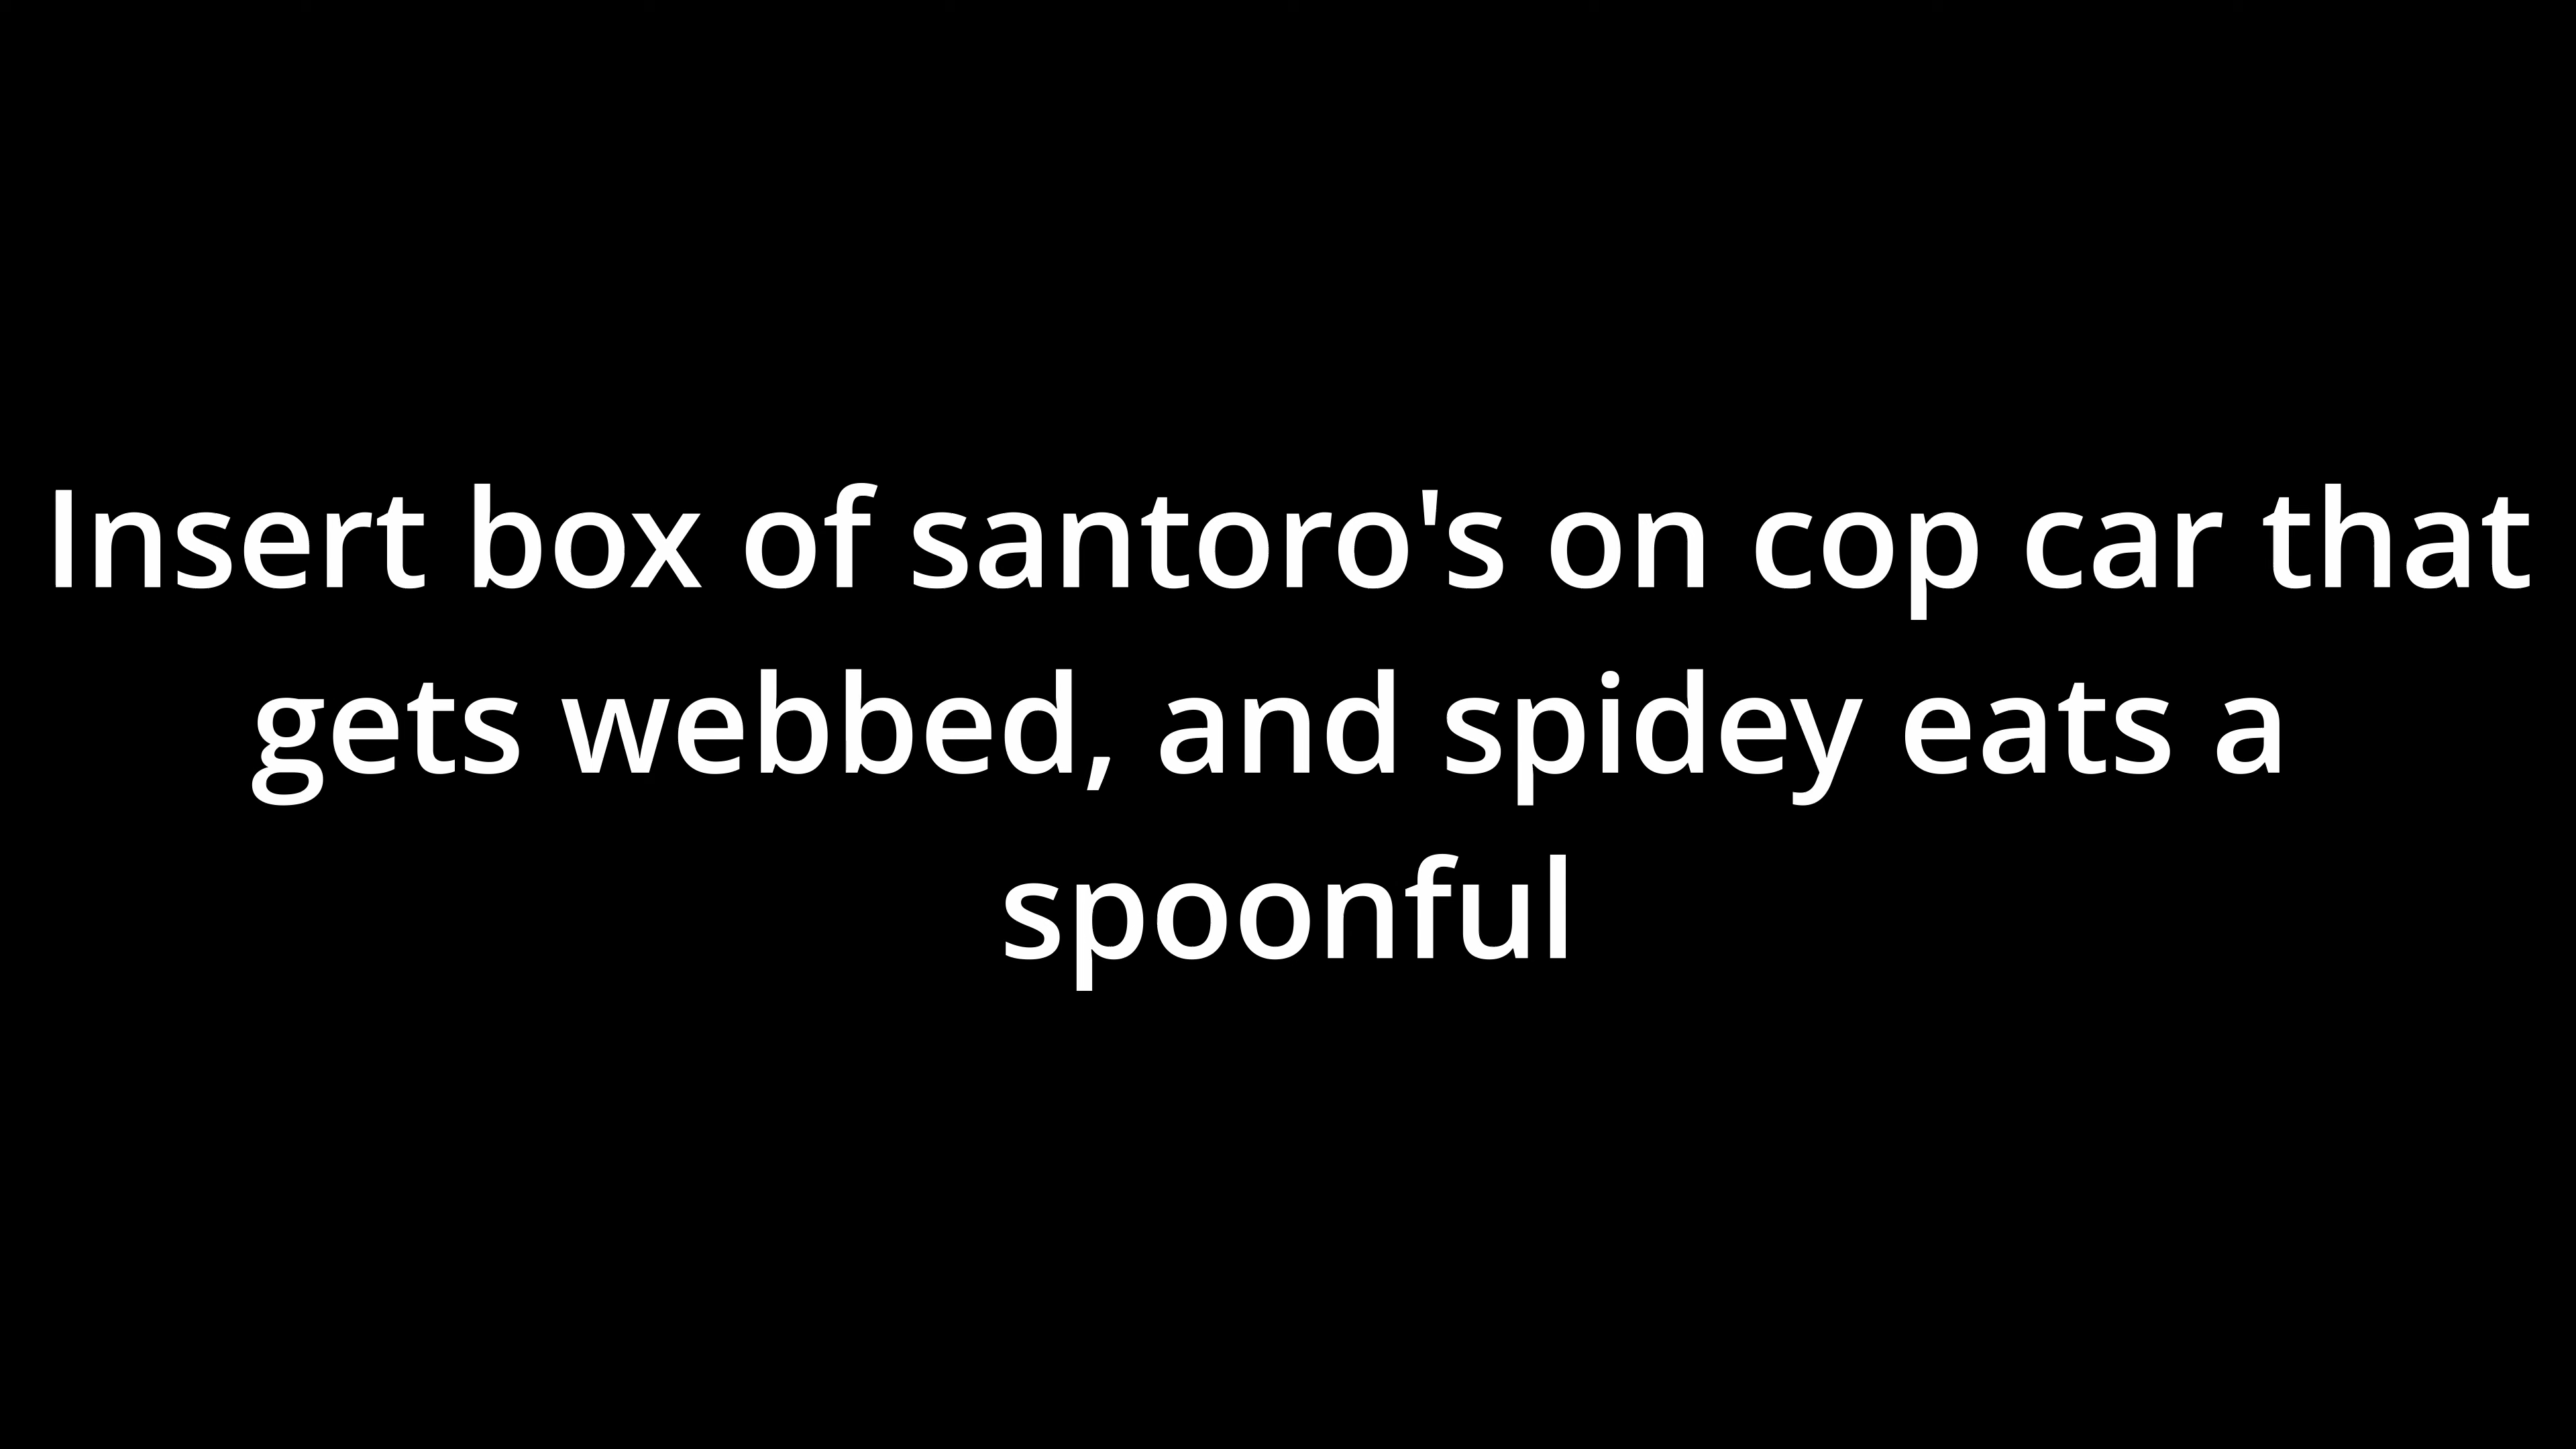 Insert box of santoro's on cop car that
gets webbed, and spidey eats a
spoonful